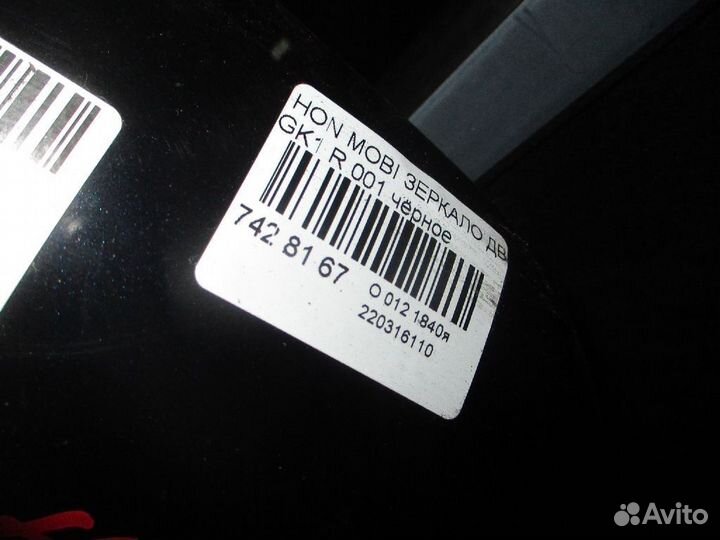 HON MOBI ЗЕРКАЛО ДВ
GK1 R 001 чёрное
742 81 67
О 012 1840я
220316110
Avito